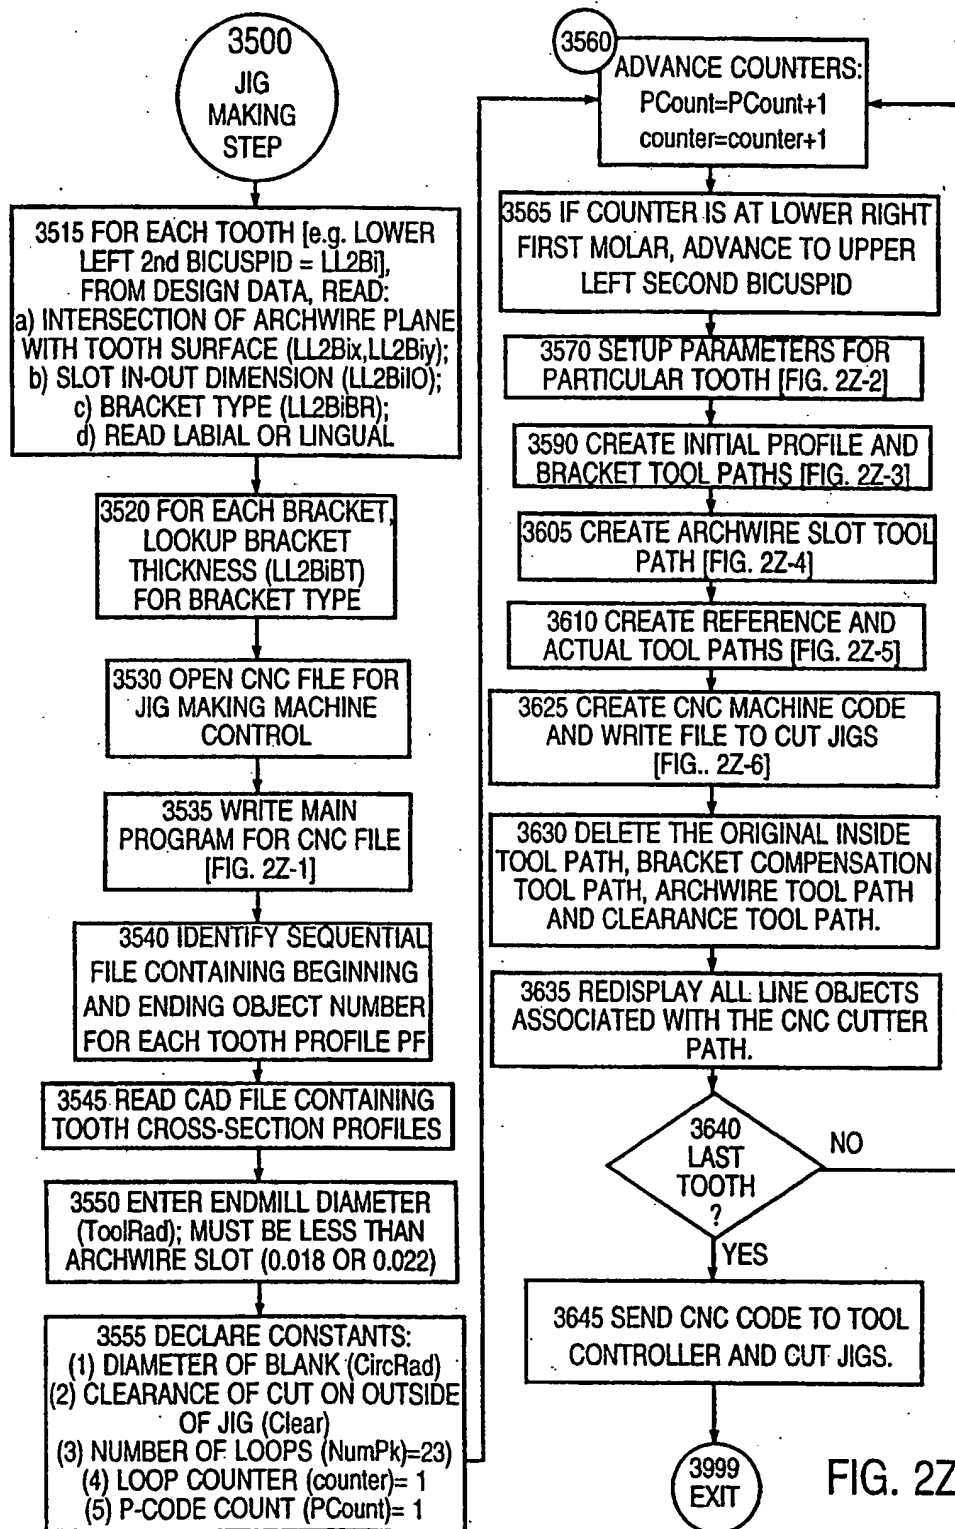 3500
JIG
MAKING
STEP
3515 FOR EACH TOOTH [e.g. LOWER
LEFT 2nd BICUSPID = LL2Bi],
FROM DESIGN DATA, READ:
a) INTERSECTION OF ARCHWIRE PLANE
WITH TOOTH SURFACE (LL2Bix,LL2Biy);
b) SLOT IN-OUT DIMENSION (LL2BiIO);
c) BRACKET TYPE (LL2BiBR);
d) READ LABIAL OR LINGUAL
3520 FOR EACH BRACKET,
LOOKUP BRACKET
THICKNESS (LL2BiBT)
FOR BRACKET TYPE
3530 OPEN CNC FILE FOR
JIG MAKING MACHINE
CONTROL
3535 WRITE MAIN
PROGRAM FOR CNC FILE
[FIG. 2Z-1]
3540 IDENTIFY SEQUENTIAL
FILE CONTAINING BEGINNING
AND ENDING OBJECT NUMBER
FOR EACH TOOTH PROFILE PF
3545 READ CAD FILE CONTAINING
TOOTH CROSS-SECTION PROFILES
3550 ENTER ENDMILL DIAMETER
(ToolRad); MUST BE LESS THAN
ARCHWIRE SLOT (0.018 OR 0.022)
3555 DECLARE CONSTANTS:
(1) DIAMETER OF BLANK (CircRad)
(2) CLEARANCE OF CUT ON OUTSIDE
OF JIG (Clear)
(3) NUMBER OF LOOPS (NumPk)=23)
(4) LOOP COUNTER (counter)= 1
(5) P-CODE COUNT (PCount)= 1
3560
ADVANCE COUNTERS:
PCount=PCount+1
counter=counter+1
3565 IF COUNTER IS AT LOWER RIGHT
FIRST MOLAR, ADVANCE TO UPPER
LEFT SECOND BICUSPID
3570 SETUP PARAMETERS FOR
PARTICULAR TOOTH [FIG. 2Z-2]
3590 CREATE INITIAL PROFILE AND
BRACKET TOOL PATHS [FIG. 2Z-3]
3605 CREATE ARCHWIRE SLOT TOOL
PATH [FIG. 2Z-4]
3610 CREATE REFERENCE AND
ACTUAL TOOL PATHS [FIG. 2Z-5]
3625 CREATE CNC MACHINE CODE
AND WRITE FILE TO CUT JIGS
[FIG.. 2Z-6]
3630 DELETE THE ORIGINAL INSIDE
TOOL PATH, BRACKET COMPENSATION
TOOL PATH, ARCHWIRE TOOL PATH
AND CLEARANCE TOOL PATH.
3635 REDISPLAY ALL LINE OBJECTS
ASSOCIATED WITH THE CNC CUTTER
PATH.
3640
LAST
TOOTH
?
NO
YES
3645 SEND CNC CODE TO TOOL
CONTROLLER AND CUT JIGS.
3999
EXIT
FIG. 2Z